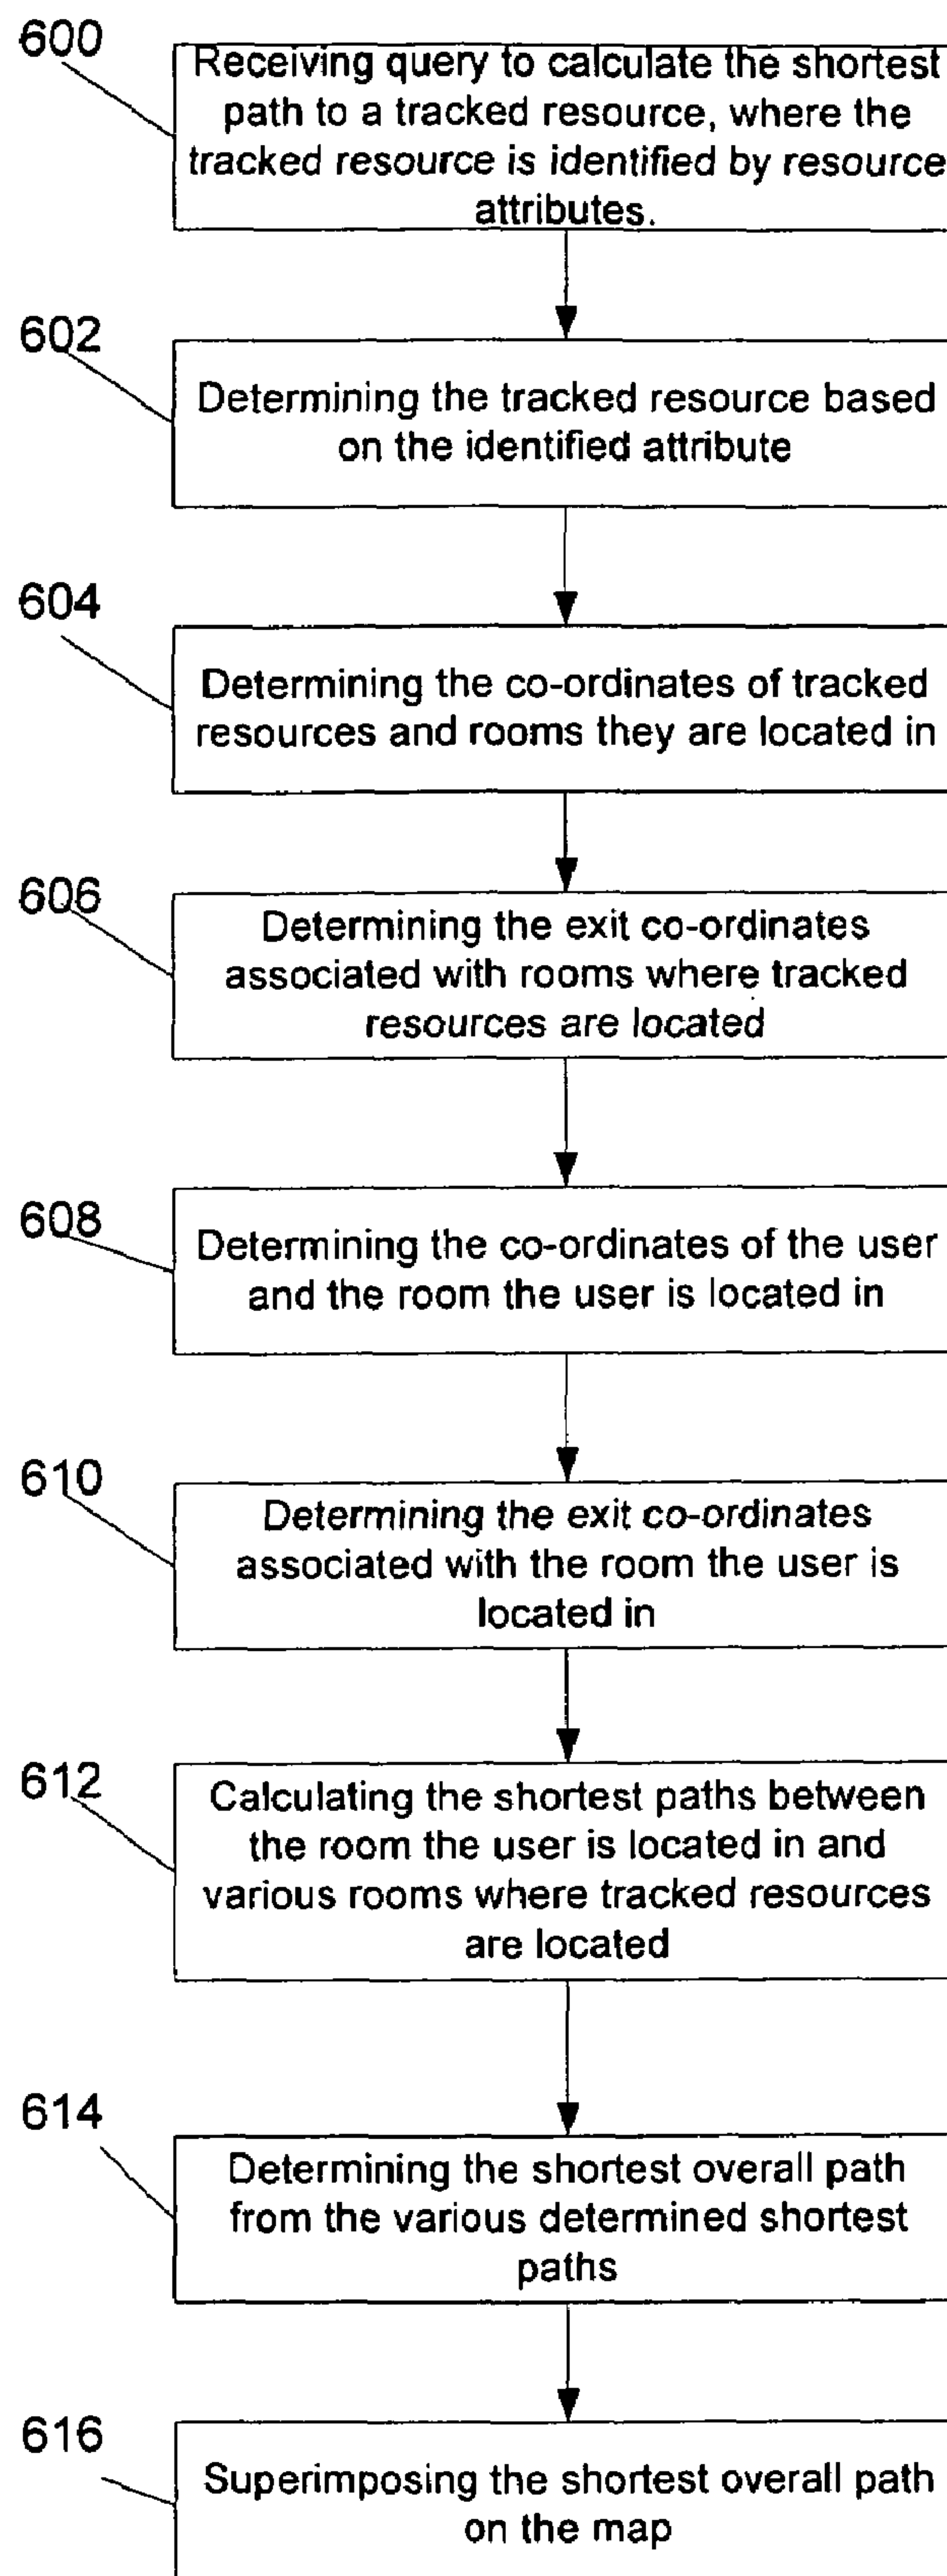 600
Receiving query to calculate the shortest
path to a tracked resource, where the
tracked resource is identified by resource
attributes.
602
Determining the tracked resource based
on the identified attribute
604
Determining the co-ordinates of tracked
resources and rooms they are located in
606
Determining the exit co-ordinates
associated with rooms where tracked
resources are located
608
Determining the co-ordinates of the user
and the room the user is located in
610
Determining the exit co-ordinates
associated with the room the user is
located in
612
Calculating the shortest paths between
the room the user is located in and
various rooms where tracked resources
are located
614
Determining the shortest overall path
from the various determined shortest
paths
616
Superimposing the shortest overall path
on the map